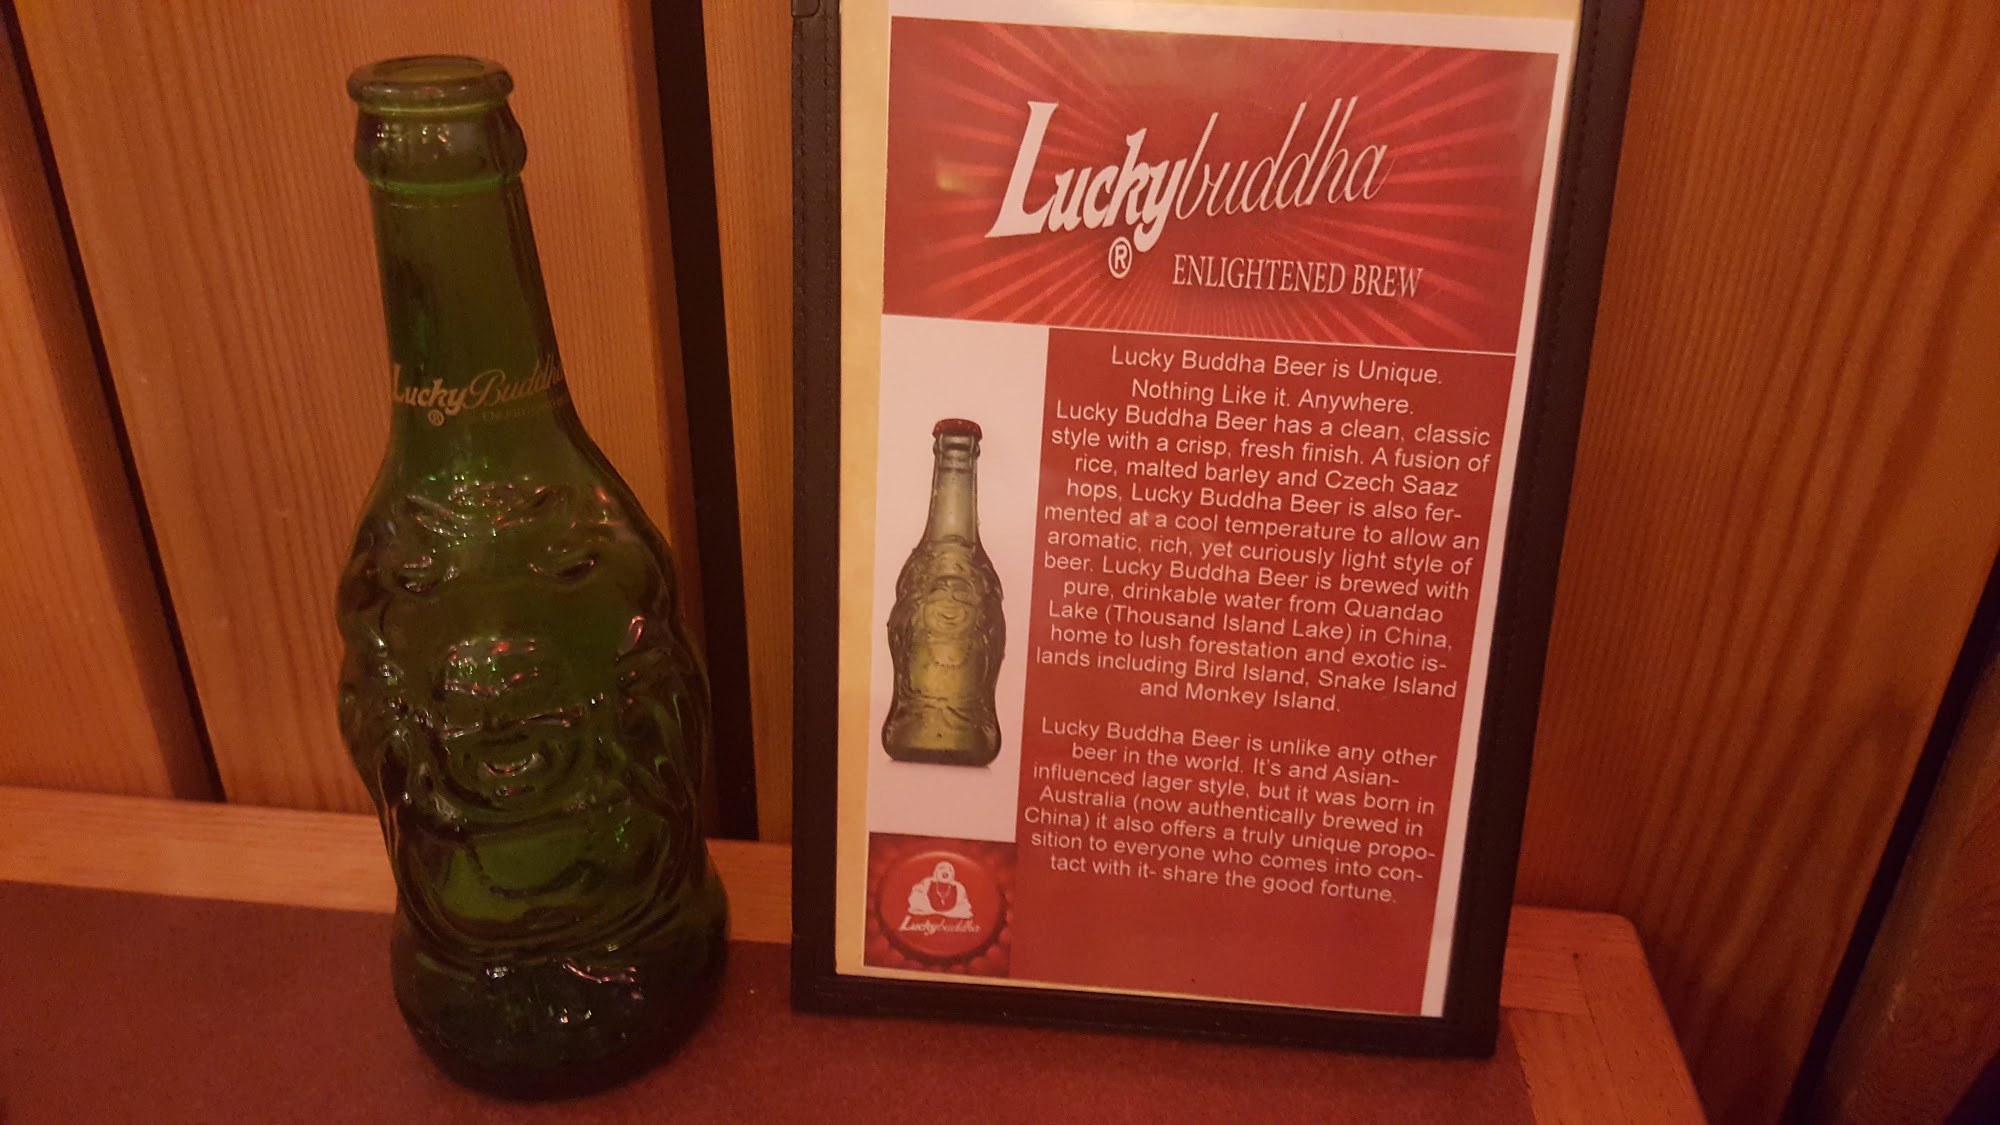 LuckyBuddh
®
Luckybuddha
®
ENLIGHTENED BREW
Lucky Buddha Beer is Unique.
Nothing Like it. Anywhere.
Lucky Buddha Beer has a clean, classic
style with a crisp, fresh finish. A fusion of
rice, malted barley and Czech Saaz
hops, Lucky Buddha Beer is also fer-
mented at a cool temperature to allow an
aromatic, rich, yet curiously light style of
beer. Lucky Buddha Beer is brewed with
pure, drinkable water from Quandao
Lake (Thousand Island Lake) in China,
home to lush forestation and exotic is-
lands including Bird Island, Snake Island
and Monkey Island.
Lucky Buddha Beer is unlike any other
beer in the world. It's and Asian-
influenced lager style, but it was born in
Australia (now authentically brewed in
China) it also offers a truly unique propo-
sition to everyone who comes into con-
tact with it- share the good fortune.
Luckybuddha